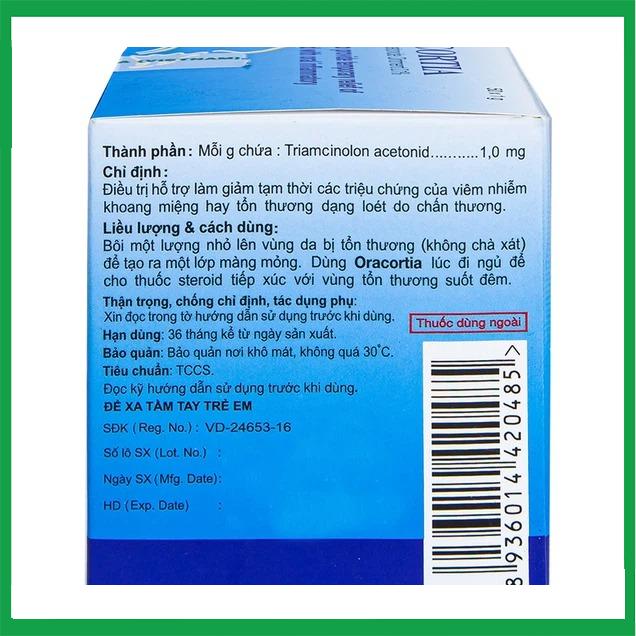 ORTIA
Thành phần: Mỗi g chứa : Triamcinolon acetonid...........1,0 mg
Chỉ định:
Điều trị hỗ trợ làm giảm tạm thời các triệu chứng của viêm nhiễm
khoang miệng hay tổn thương dạng loét do chấn thương.
Liều lượng & cách dùng:
Bôi một lượng nhỏ lên vùng da bị tổn thương (không chà xát)
để tạo ra một lớp màng mỏng. Dùng Oracortia lúc đi ngủ để
cho thuốc steroid tiếp xúc với vùng tổn thương suốt đêm.
Thận trọng, chống chỉ định, tác dụng phụ:
Xin đọc trong tờ hướng dẫn sử dụng trước khi dùng.
Thuốc dùng ngoài
Hạn dùng: 36 tháng kể từ ngày sản xuất.
Bảo quản: Bảo quản nơi khô mát, không quá 30°C.
Tiêu chuẩn: TCCS.
Đọc kỹ hướng dẫn sử dụng trước khi dùng.
ĐỂ XA TẦM TAY TRẺ EM
SĐK (Reg. No.) : VD-24653-16
Số lô SX (Lot. No.) :
Ngày SX (Mfg. Date):
HD (Exp. Date) :
8 936014 420485 >